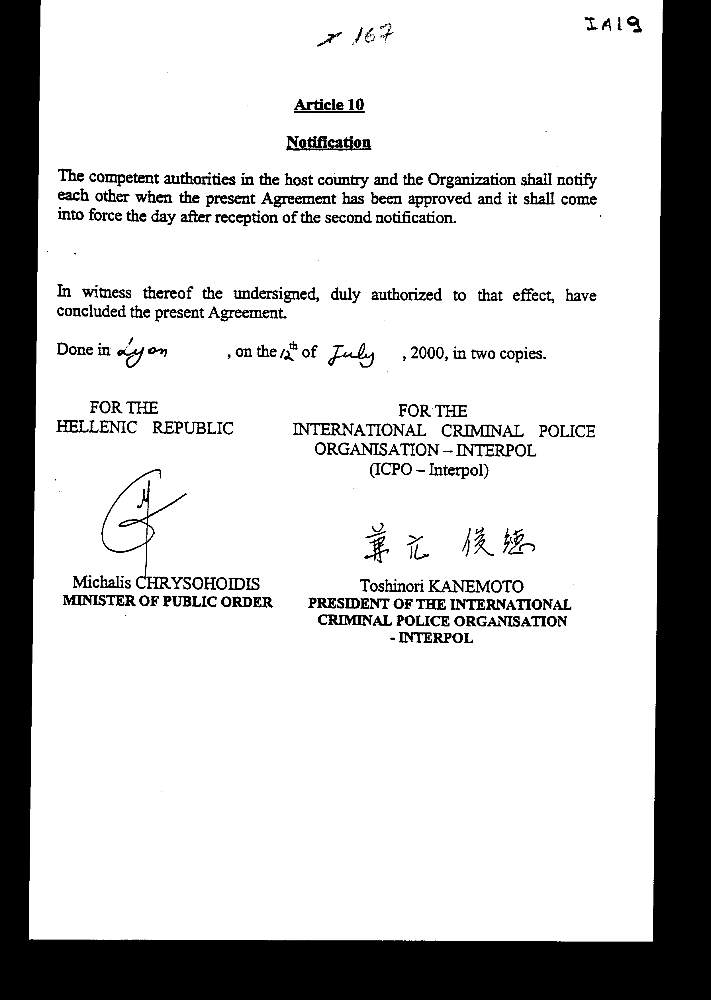 167
IA19
Article 10
Notification
The competent authorities in the host country and the Organization shall notify
each other when the present Agreement has been approved and it shall come
into force the day after reception of the second notification.
In witness thereof the undersigned, duly authorized to that effect, have
concluded the present Agreement.
Done in Lyon , on the 12th of July , 2000, in two copies.
FOR THE
HELLENIC REPUBLIC
FOR THE
INTERNATIONAL CRIMINAL POLICE
ORGANISATION – INTERPOL
(ICPO – Interpol)
Michalis CHRYSOHOIDIS
MINISTER OF PUBLIC ORDER
元 俊
Toshinori KANEMOTO
PRESIDENT OF THE INTERNATIONAL
CRIMINAL POLICE ORGANISATION
- INTERPOL